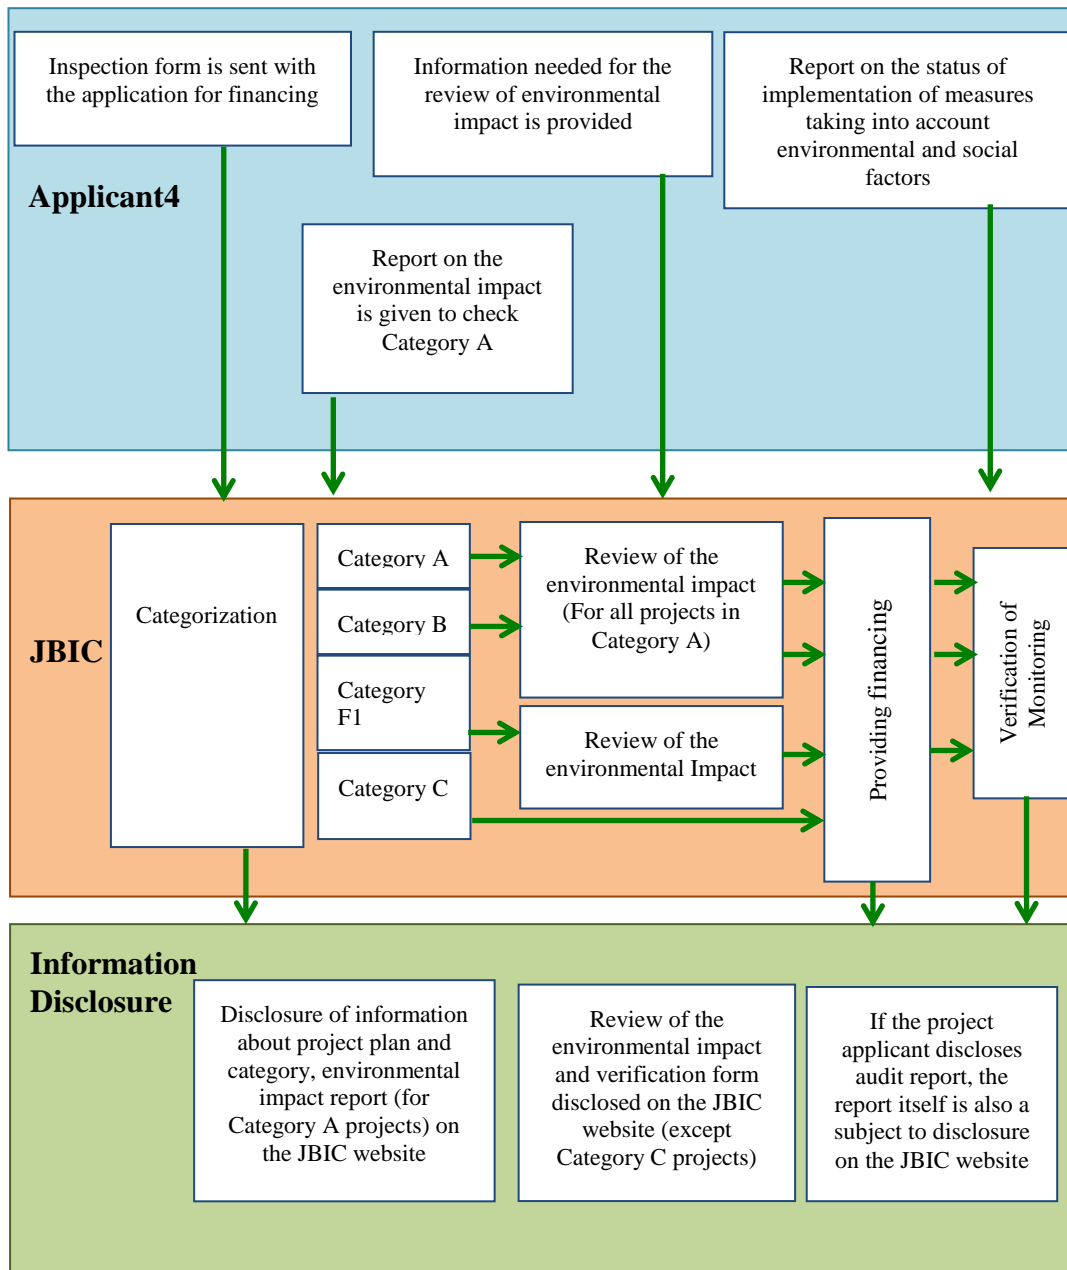 Inspection form is sent with
the application for financing
Information needed for the
review of environmental
impact is provided
Report on the status of
implementation of measures
taking into account
environmental and social
factors
Applicant4
Report on the
environmental impact
is given to check
Category A
JBIC
Categorization
Category A
Category B
Category
F1
Category C
Review of the
environmental impact
(For all projects in
Category A)
Review of the
environmental Impact
Providing financing
Verification of
Monitoring
Information
Disclosure
Disclosure of information
about project plan and
category, environmental
impact report (for
Category A projects) on
the JBIC website
Review of the
environmental impact
and verification form
disclosed on the JBIC
website (except
Category C projects)
If the project
applicant discloses
audit report, the
report itself is also a
subject to disclosure
on the JBIC website